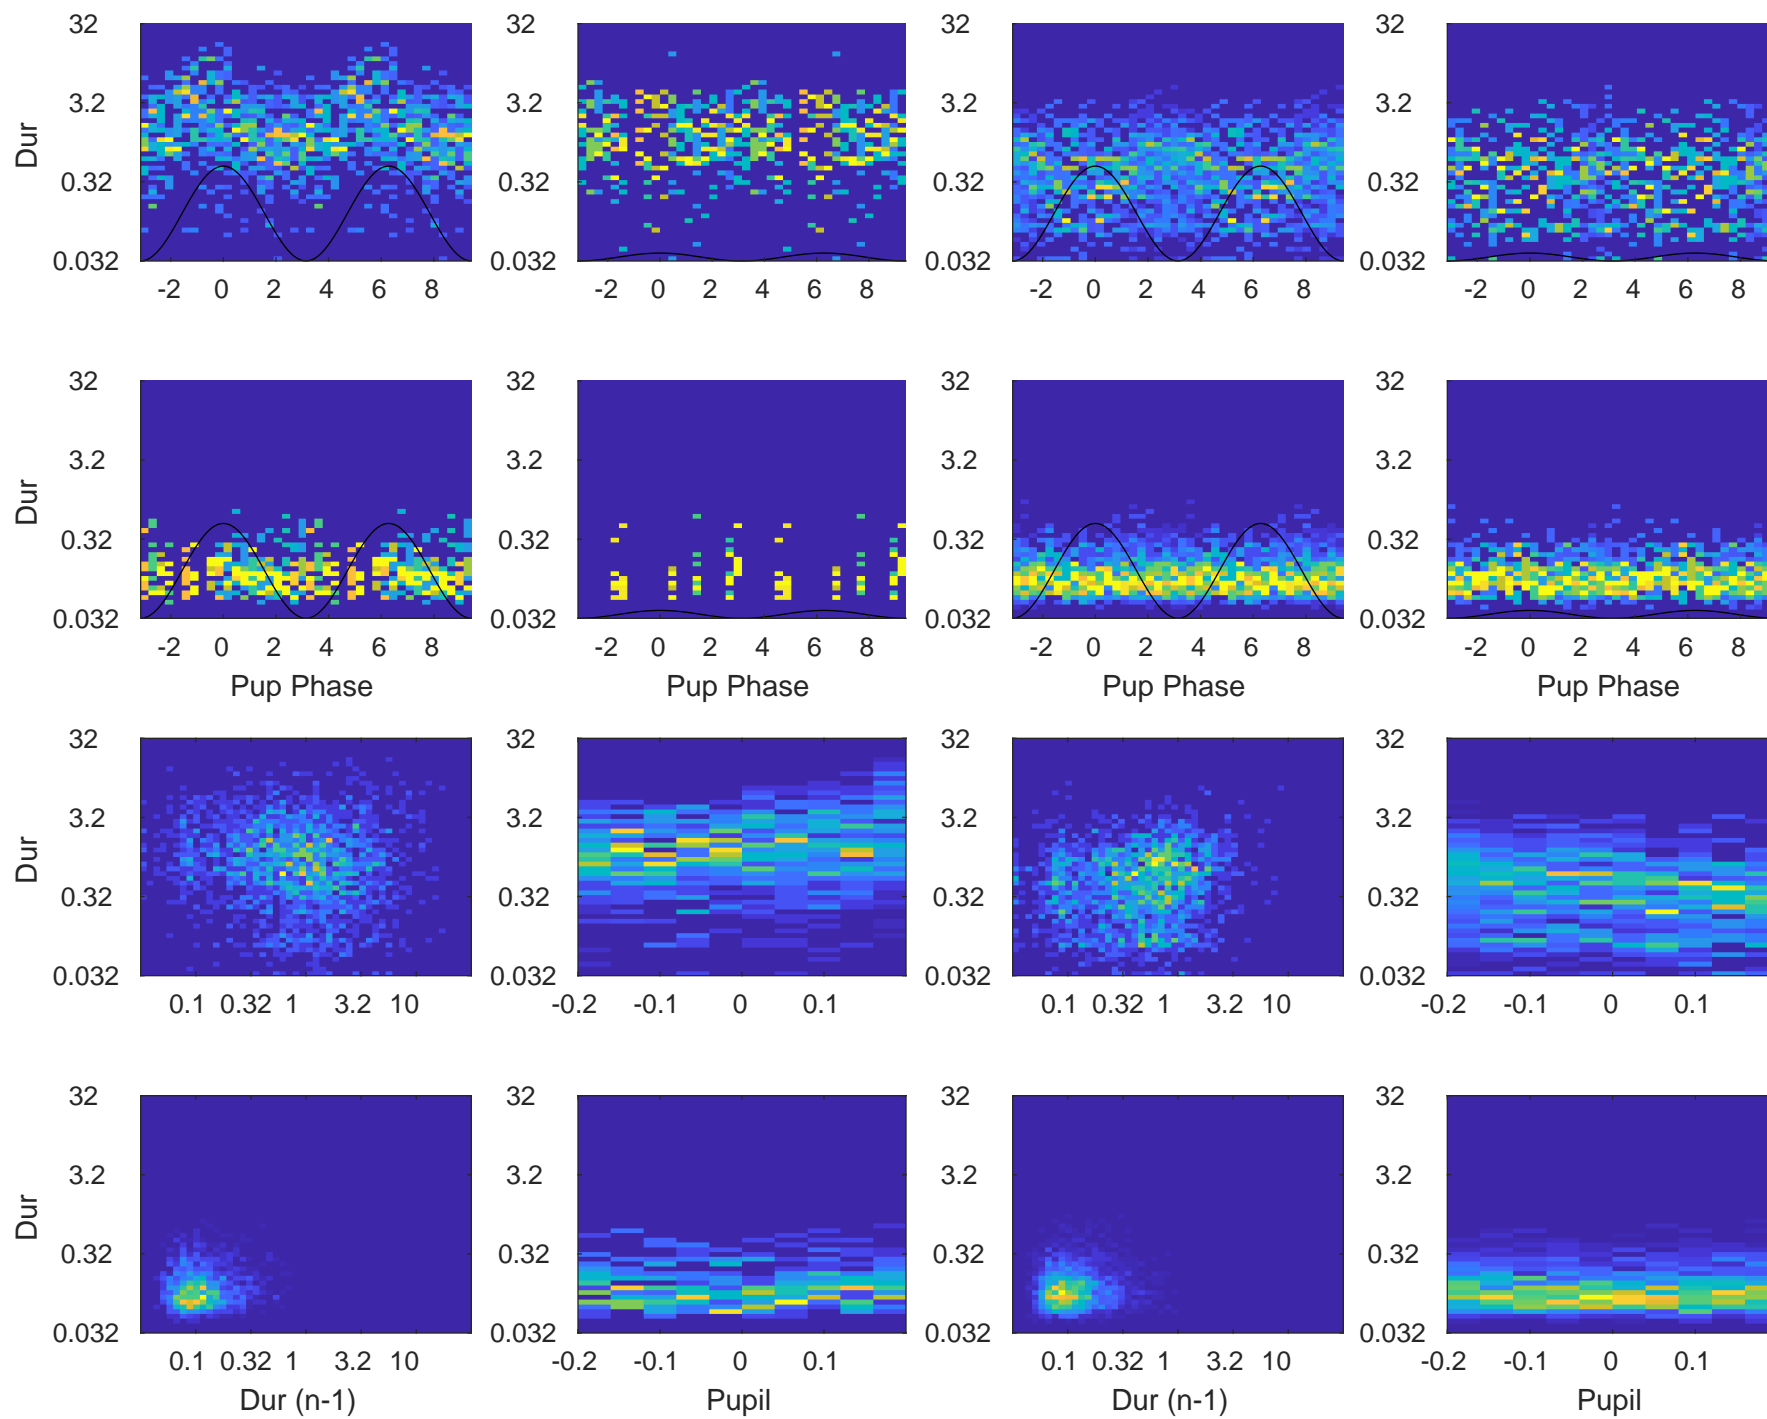 32 32 32 32
3.2 3.2 3.2 3.2
Dur
0.32 0.32 0.32 0.32
0.032 0.032 0.032 0.032
-2 0 2 4 6 8 -2 0 2 4 6 8 -2 0 2 4 6 8 -2 0 2 4 6 8
32 32 32 32
3.2 3.2 3.2 3.2
Dur
0.32 0.32 0.32 0.32
0.032 0.032 0.032 0.032
-2 0 2 4 6 8 -2 0 2 4 6 8 -2 0 2 4 6 8 -2 0 2 4 6 8
Pup Phase Pup Phase Pup Phase Pup Phase
32 32 32 32
3.2 3.2 3.2 3.2
Dur
0.32 0.32 0.32 0.32
0.032 0.032 0.032 0.032
0.1 0.32 1 3.2 10 -0.2 -0.1 0 0.1 0.1 0.32 1 3.2 10 -0.2 -0.1 0 0.1
32 32 32 32
3.2 3.2 3.2 3.2
Dur
0.32 0.32 0.32 0.32
0.032 0.032 0.032 0.032
0.1 0.32 1 3.2 10 -0.2 -0.1 0 0.1 0.1 0.32 1 3.2 10 -0.2 -0.1 0 0.1
Dur (n-1) Pupil Dur (n-1) Pupil